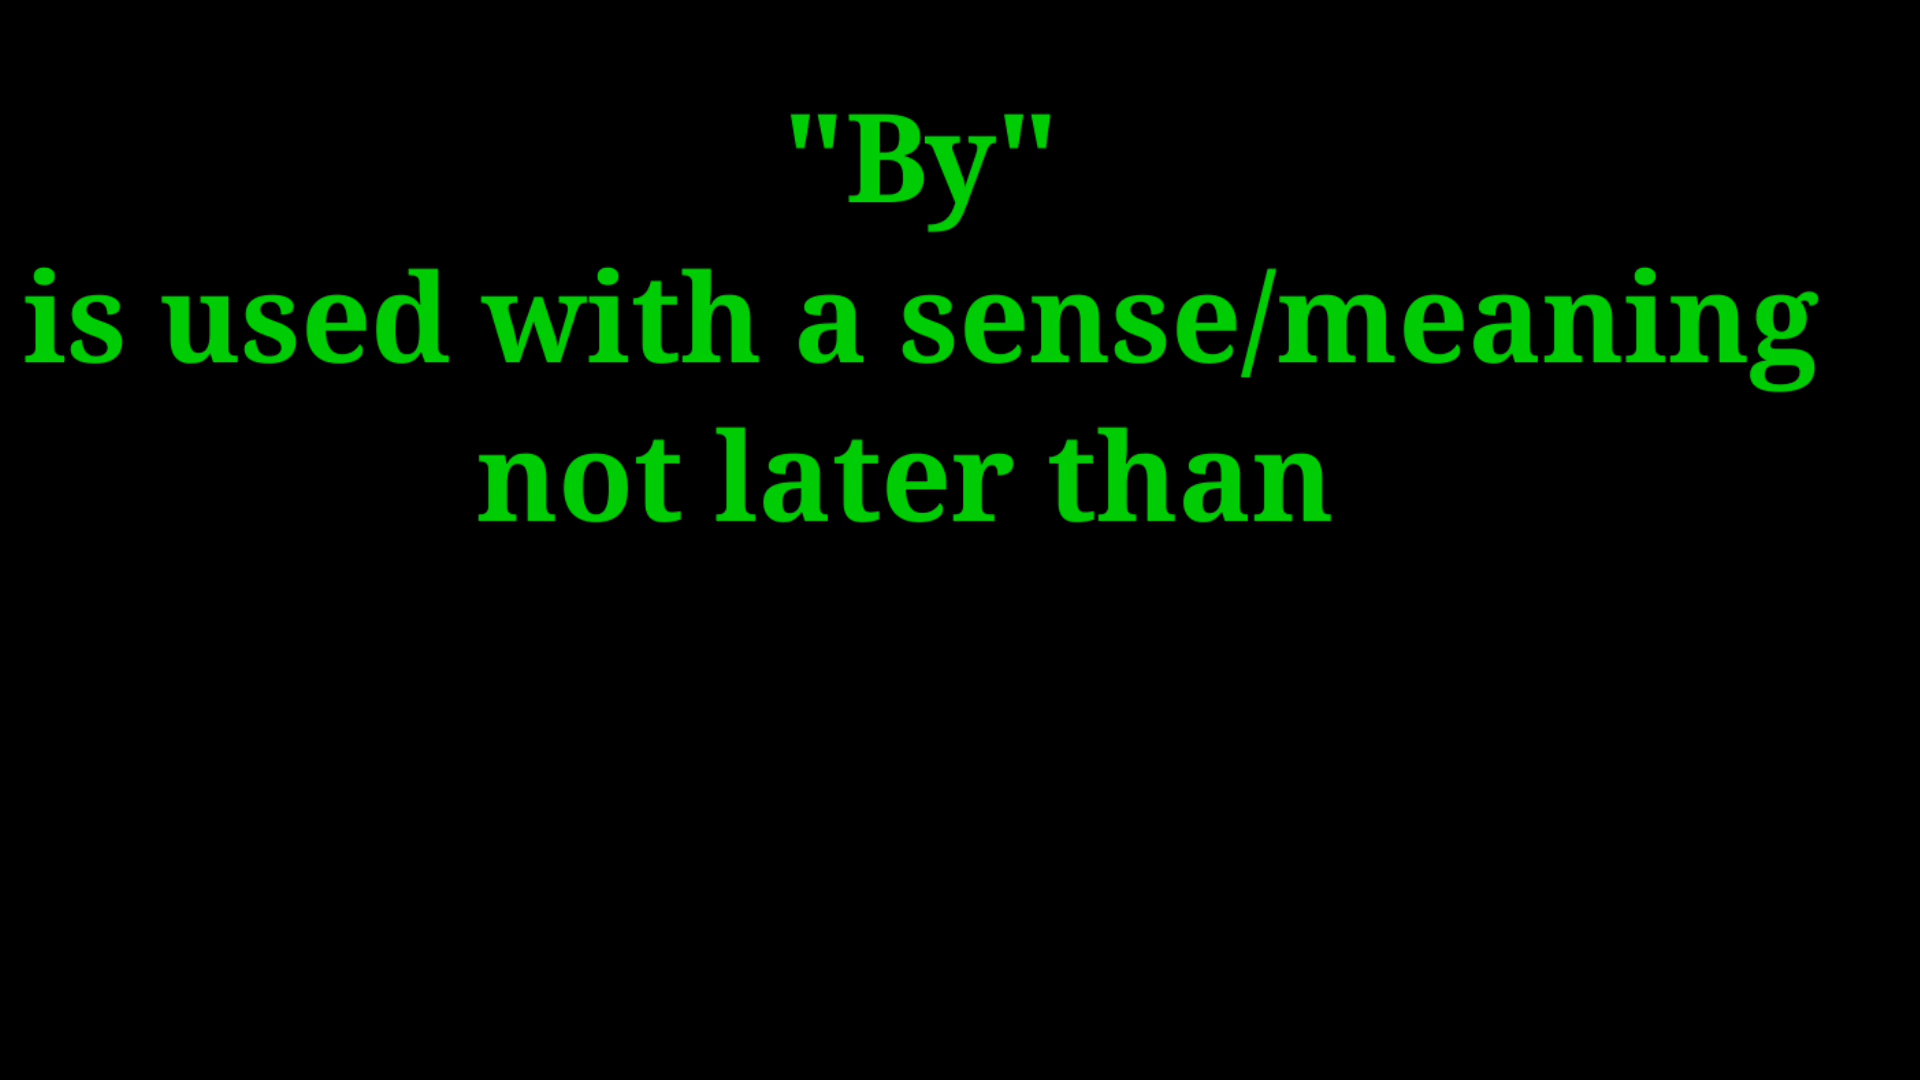 "By"
is used with a sense/meaning
not later than